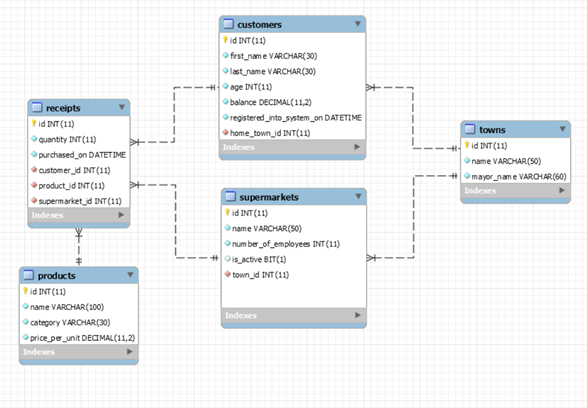 customers
id INT(11)
first_name VARCHAR(30)
last_name VARCHAR(30)
age INT(11)
balance DECIMAL(11,2)
registered_into_system_on DATETIME
home_town_id INT(11)
Indexes
receipts
id INT(11)
quantity INT(11)
purchased_on DATETIME
customer_id INT(11)
product_id INT(11)
supermarket_id INT(11)
Indexes
towns
id INT(11)
name VARCHAR(50)
mayor_name VARCHAR(60)
Indexes
supermarkets
id INT(11)
name VARCHAR(50)
number_of_employees INT(11)
is_active BIT(1)
town_id INT(11)
Indexes
products
id INT(11)
name VARCHAR(100)
category VARCHAR(30)
price_per_unit DECIMAL(11,2)
Indexes